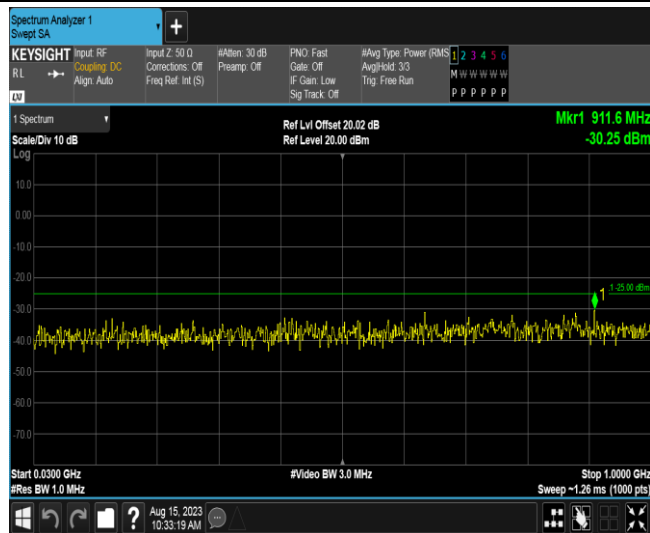 Spectrum Analyzer 1
Swept SA
+
KEYSIGHT
RL
Input: RF
Coupling: DC
Align: Auto
Input Z: 50 Ω
Corrections: Off
Freq Ref: Int (S)
#Atten: 30 dB
Preamp: Off
PNO: Fast
Gate: Off
IF Gain: Low
Sig Track: Off
#Avg Type: Power (RMS
Avg|Hold: 3/3
Trig: Free Run
1 2 3 4 5 6
M W W W W W
P P P P P P
1 Spectrum
Scale/Div 10 dB
Ref Lvl Offset 20.02 dB
Ref Level 20.00 dBm
Mkr1 911.6 MHz
-30.25 dBm
Log
10.0
0.00
-10.0
-20.0
-30.0
-40.0
-50.0
-60.0
-70.0
1 -25.00 dBm
1
Start 0.0300 GHz
#Video BW 3.0 MHz
Stop 1.0000 GHz
#Res BW 1.0 MHz
Sweep ~1.26 ms (1000 pts)
?
Aug 15, 2023
10:33:19 AM